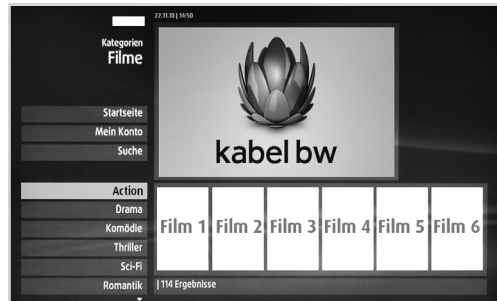 22.11.10 | 14:50
Kategorien
Filme
Startseite
Mein Konto
Suche
kabel bw
Action
Drama
Komödie
Thriller
Sci-Fi
Romantik
Film 1
Film 2
Film 3
Film 4
Film 5
Film 6
| 114 Ergebnisse